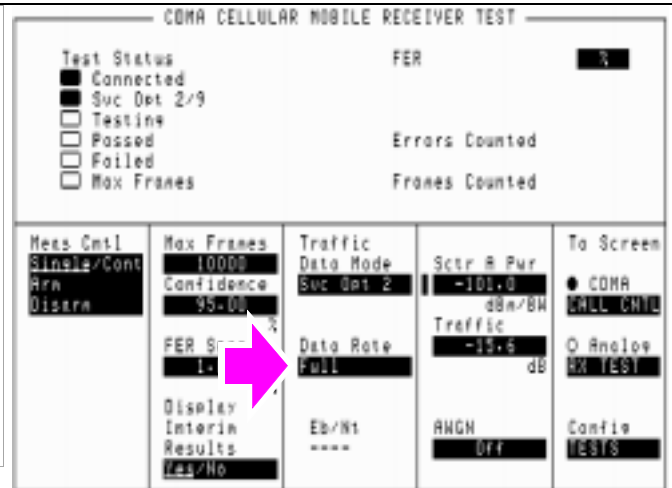 CDMA CELLULAR MOBILE RECEIVER TEST
Test Status
Connected
Svc Opt 2/9
Testing
Passed
Failed
Max Frames
FER
%
Errors Counted
Frames Counted
Meas Cntl
Single/Cont
Arm
Disarm
Max Frames
10000
Confidence
95.00
%
FER
1.
Display
Interim
Results
Yes/No
Traffic
Data Mode
Svc Opt 2
Data Rate
Full
Eb/Nt
----
Sctr A Pwr
-101.0
dBm/BW
Traffic
-15.6
dB
AWGN
Off
To Screen
CDMA
CALL CNTL
Analog
RX TEST
Config
TESTS